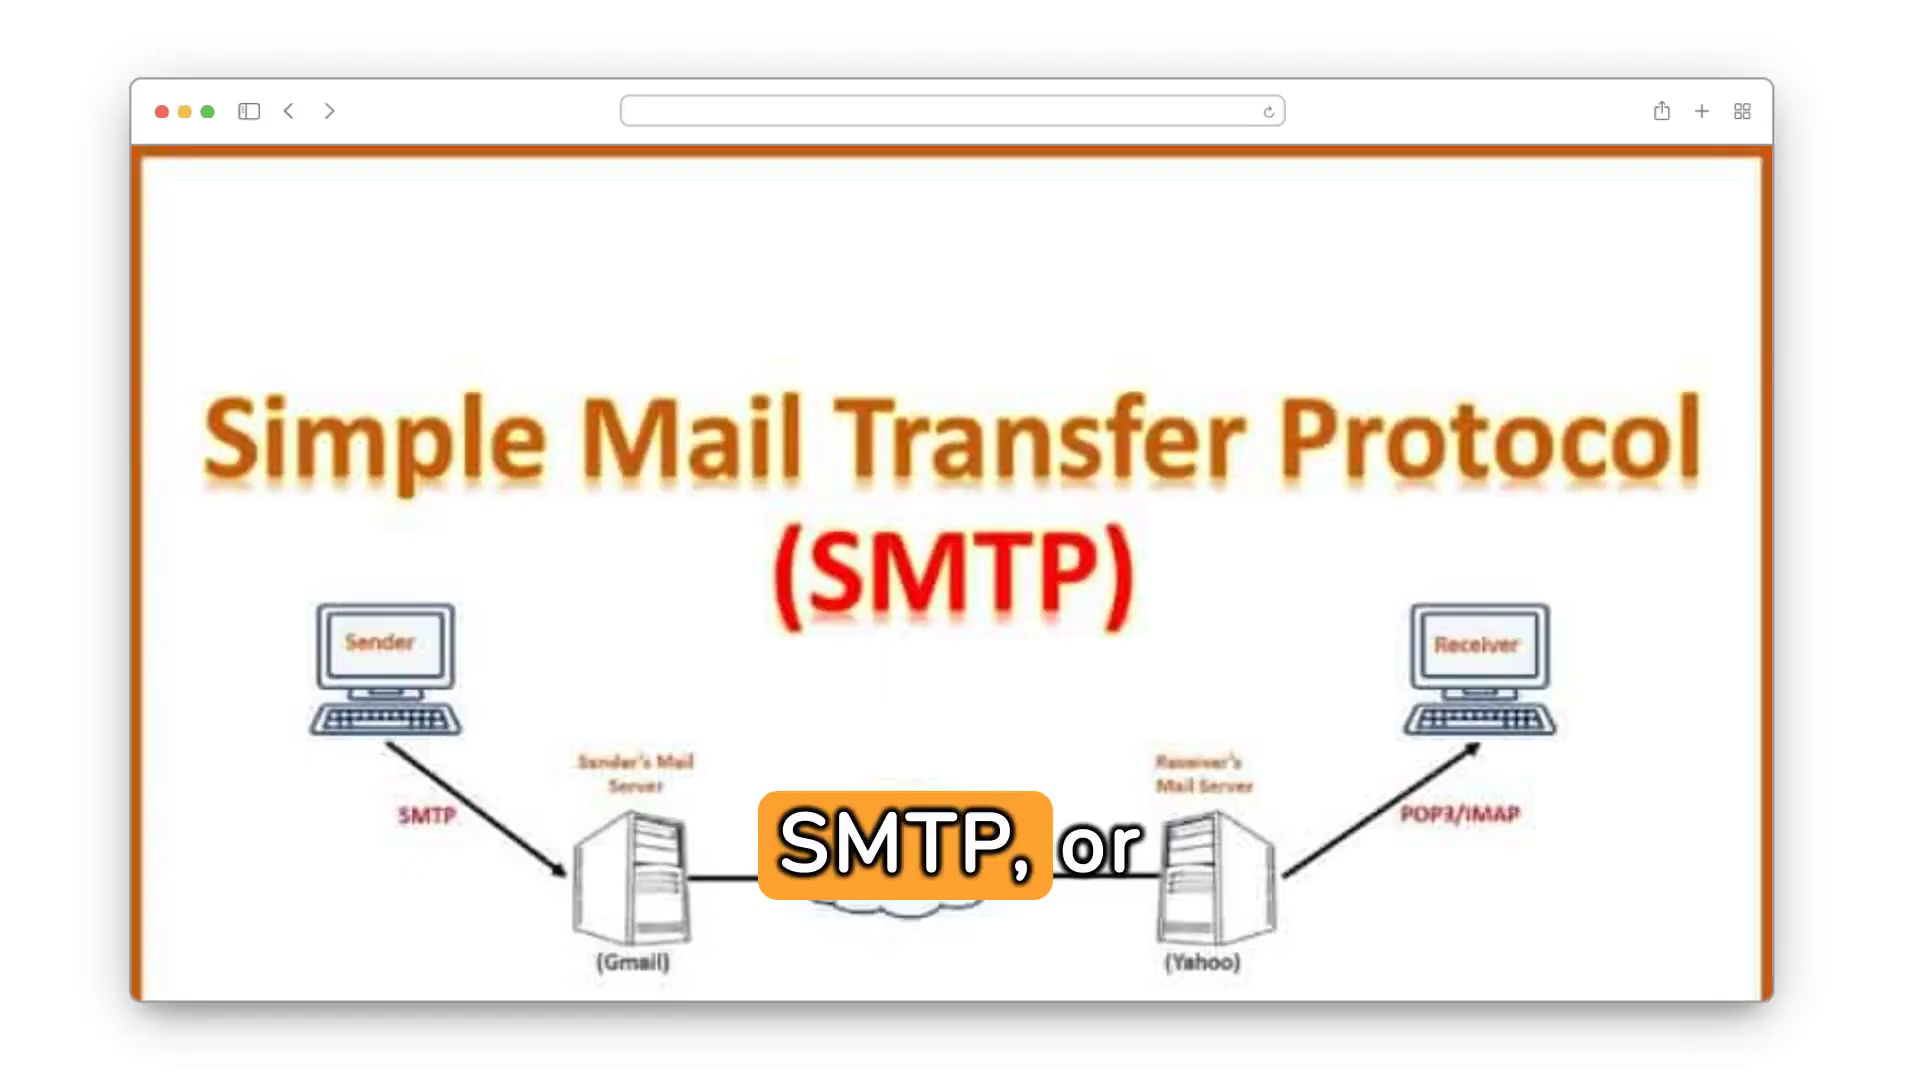 Simple Mail Transfer Protocol
(SMTP)
Sender
Receiver
Sender's Mail
Server
Receiver's
Mail Server
SMTP
POP3/IMAP
SMTP, or
(Gmail)
(Yahoo)